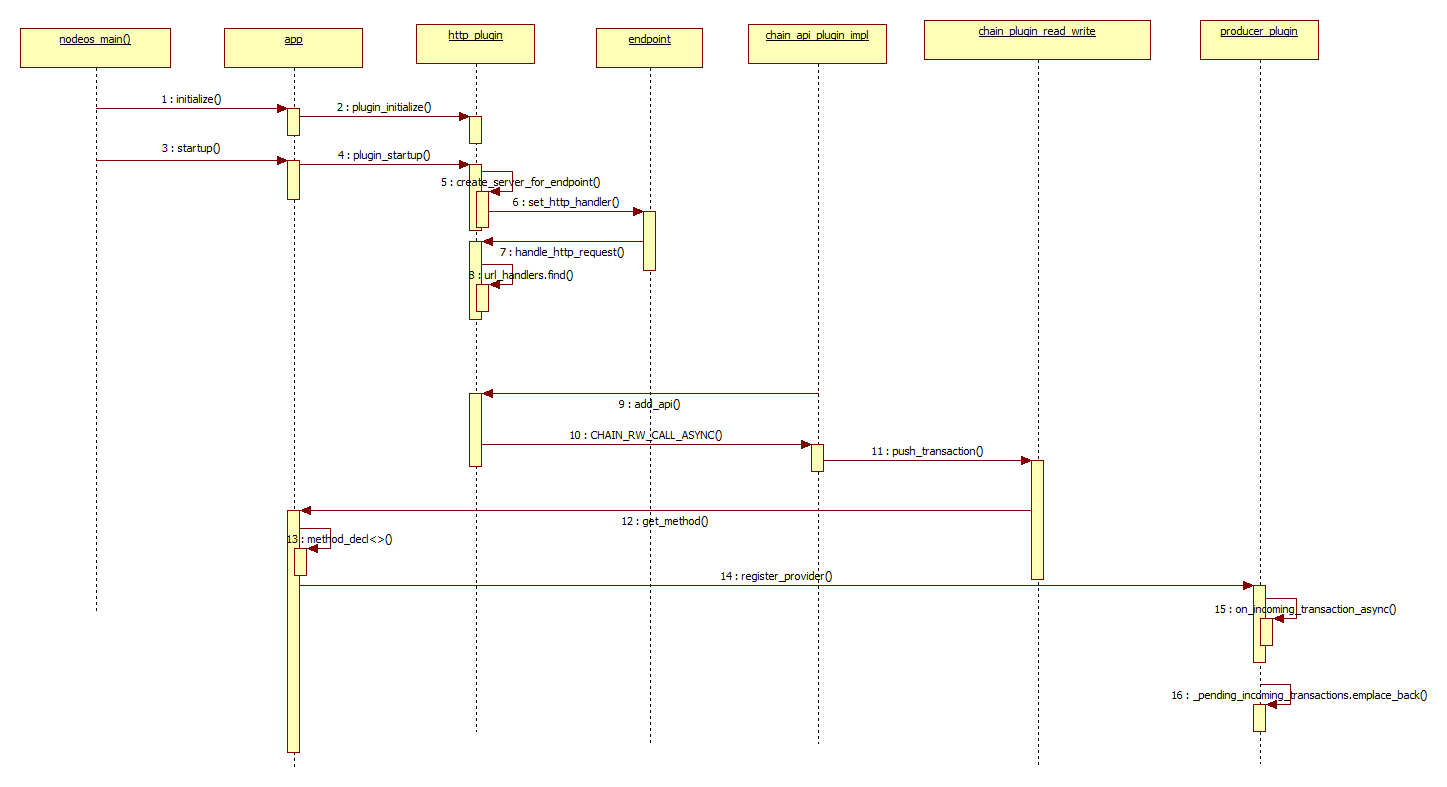 nodeos_main()
app
http_plugin
endpoint
chain_api_plugin_impl
chain_plugin_read_write
producer_plugin
1 : initialize()
2 : plugin_initialize()
3 : startup()
4 : plugin_startup()
5 : create_server_for_endpoint()
6 : set_http_handler()
7 : handle_http_request()
8 : url_handlers.find()
9 : add_api()
10 : CHAIN_RW_CALL_ASYNC()
11 : push_transaction()
12 : get_method()
13 : method_decl<>()
14 : register_provider()
15 : on_incoming_transaction_async()
16 : _pending_incoming_transactions.emplace_back()